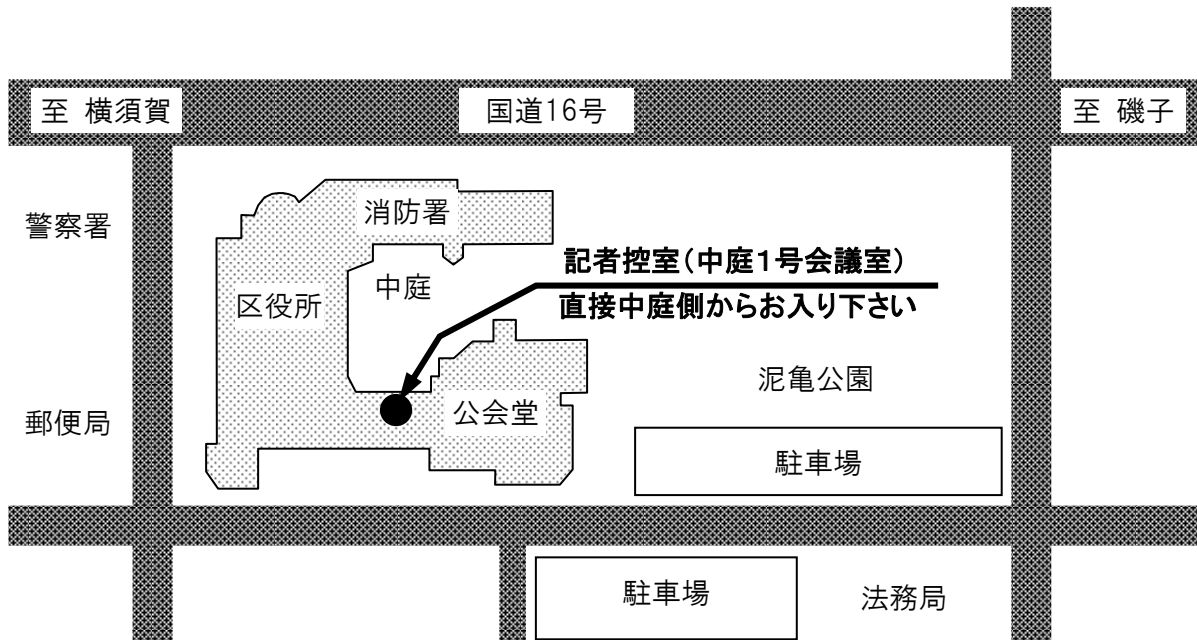 至 横須賀
国道16号
至 磯子
警察署
消防署
中庭
記者控室(中庭1号会議室)
直接中庭側からお入り下さい
区役所
泥亀公園
郵便局
公会堂
駐車場
駐車場
法務局